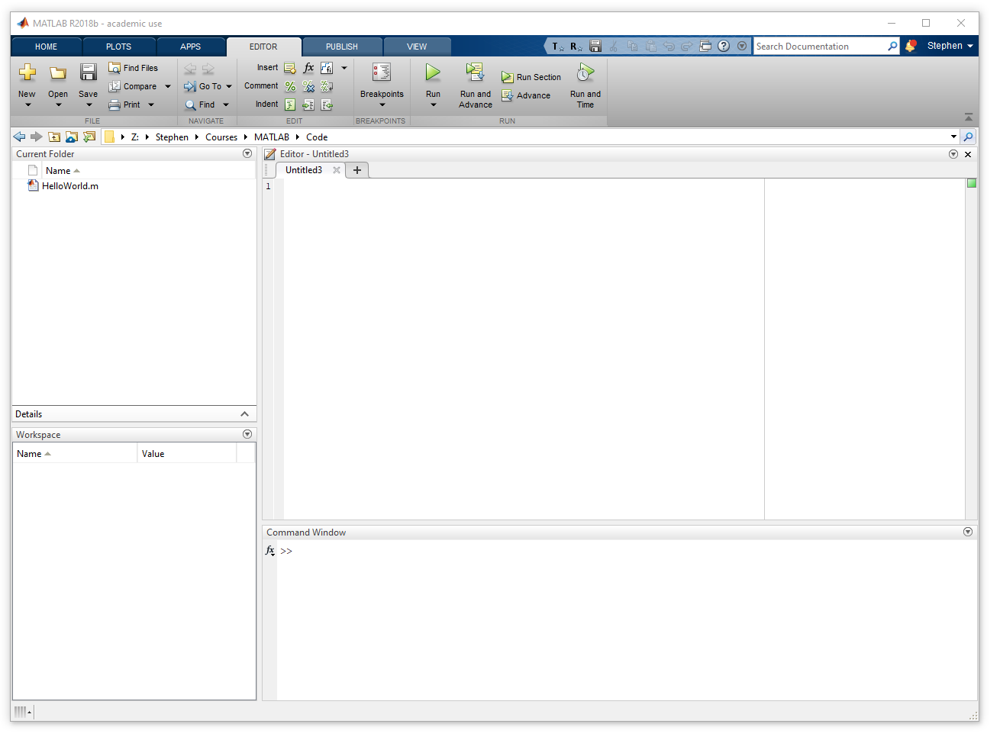 MATLAB R2018b - academic use
HOME PLOTS APPS EDITOR PUBLISH VIEW
Search Documentation
Stephen
New
Open
Save
Find Files
Compare
Print
FILE
Go To
Find
NAVIGATE
Insert
Comment
Indent
EDIT
Breakpoints
BREAKPOINTS
Run
Run and
Advance
Run Section
Advance
Run and
Time
RUN
Z: Stephen Courses MATLAB Code
Current Folder
Name
HelloWorld.m
Details
Workspace
Name Value
Editor - Untitled3
Untitled3 +
1
Command Window
fx >>